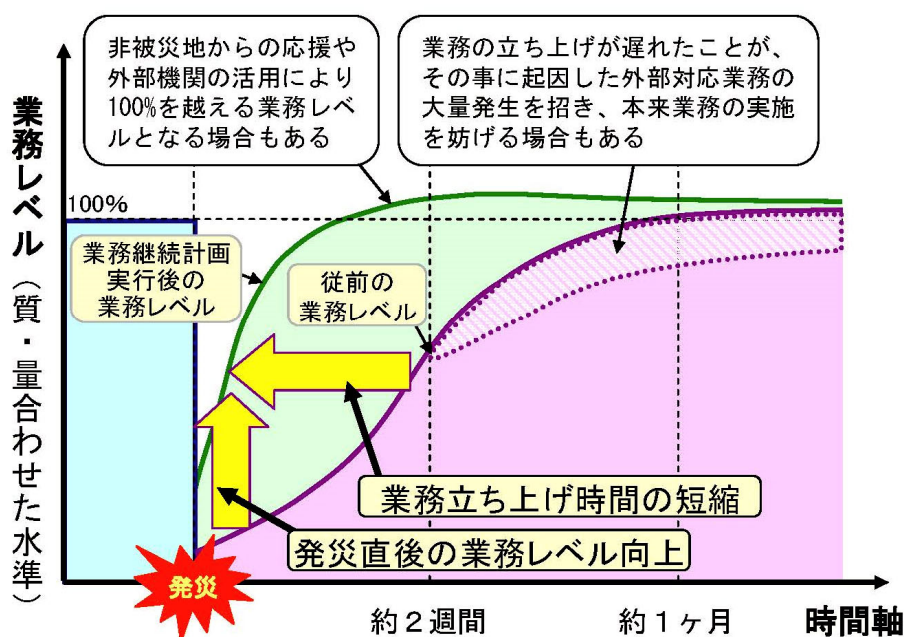 非被災地からの応援や
外部機関の活用により
100%を越える業務レベ
ルとなる場合もある
業務の立ち上げが遅れたことが、
その事に起因した外部対応業務の
大量発生を招き、本来業務の実施
を妨げる場合もある
業務レベル（質・量合わせた水準）
100%
業務継続計画
実行後の
業務レベル
従前の
業務レベル
業務立ち上げ時間の短縮
発災直後の業務レベル向上
発災
約２週間
約１ヶ月
時間軸